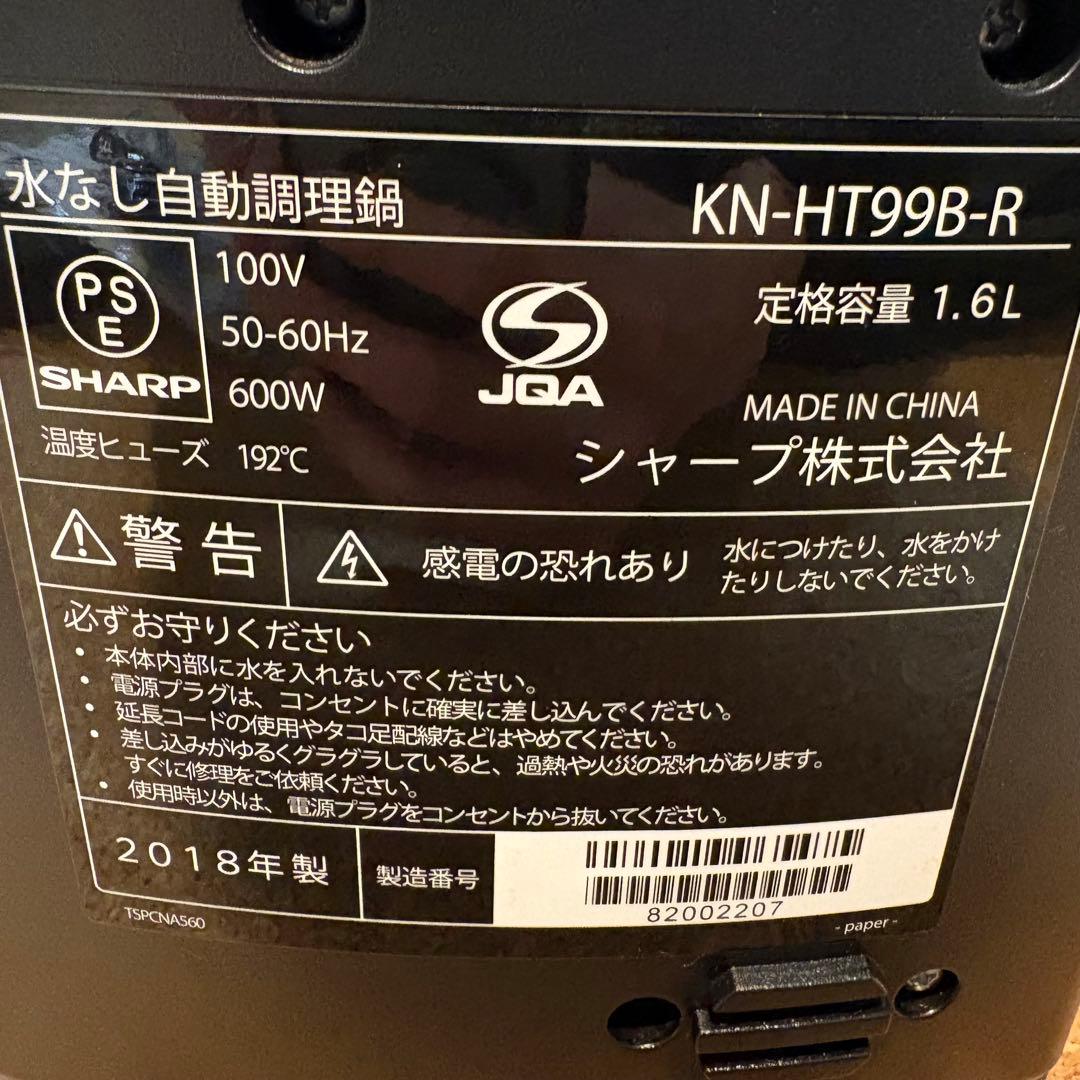 水なし自動調理鍋
KN-HT99B-R
PS
E
SHARP
100V
50-60Hz
600W
JQA
定格容量 1.6L
MADE IN CHINA
温度ヒューズ 192℃
シャープ株式会社
警告
感電の恐れあり
水につけたり、水をかけ
たりしないでください。
必ずお守りください
・本体内部に水を入れないでください。
・電源プラグは、コンセントに確実に差し込んでください。
・延長コードの使用やタコ足配線などはやめてください。
・差し込みがゆるくグラグラしていると、過熱や火災の恐れがあります。
すぐに修理をご依頼ください。
・使用時以外は、電源プラグをコンセントから抜いてください。
2018年製
製造番号
82002207
TSPCNA560
- paper -